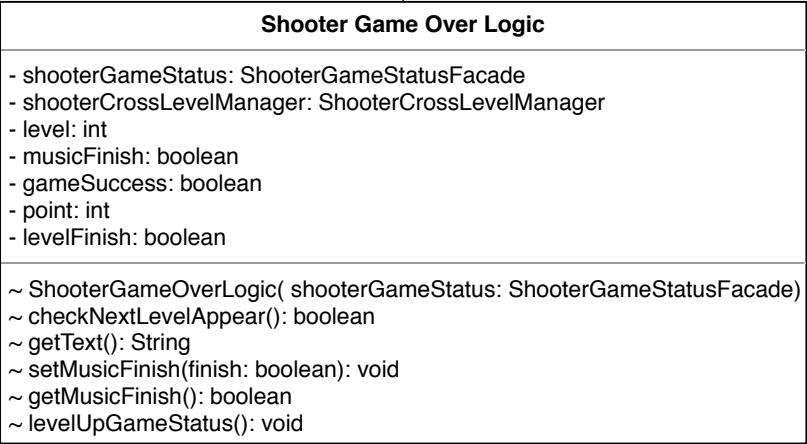 Shooter Game Over Logic
- shooterGameStatus: ShooterGameStatusFacade
- shooterCrossLevelManager: ShooterCrossLevelManager
- level: int
- musicFinish: boolean
- gameSuccess: boolean
- point: int
- levelFinish: boolean
~ ShooterGameOverLogic( shooterGameStatus: ShooterGameStatusFacade)
~ checkNextLevelAppear(): boolean
~ getText(): String
~ setMusicFinish(finish: boolean): void
~ getMusicFinish(): boolean
~ levelUpGameStatus(): void